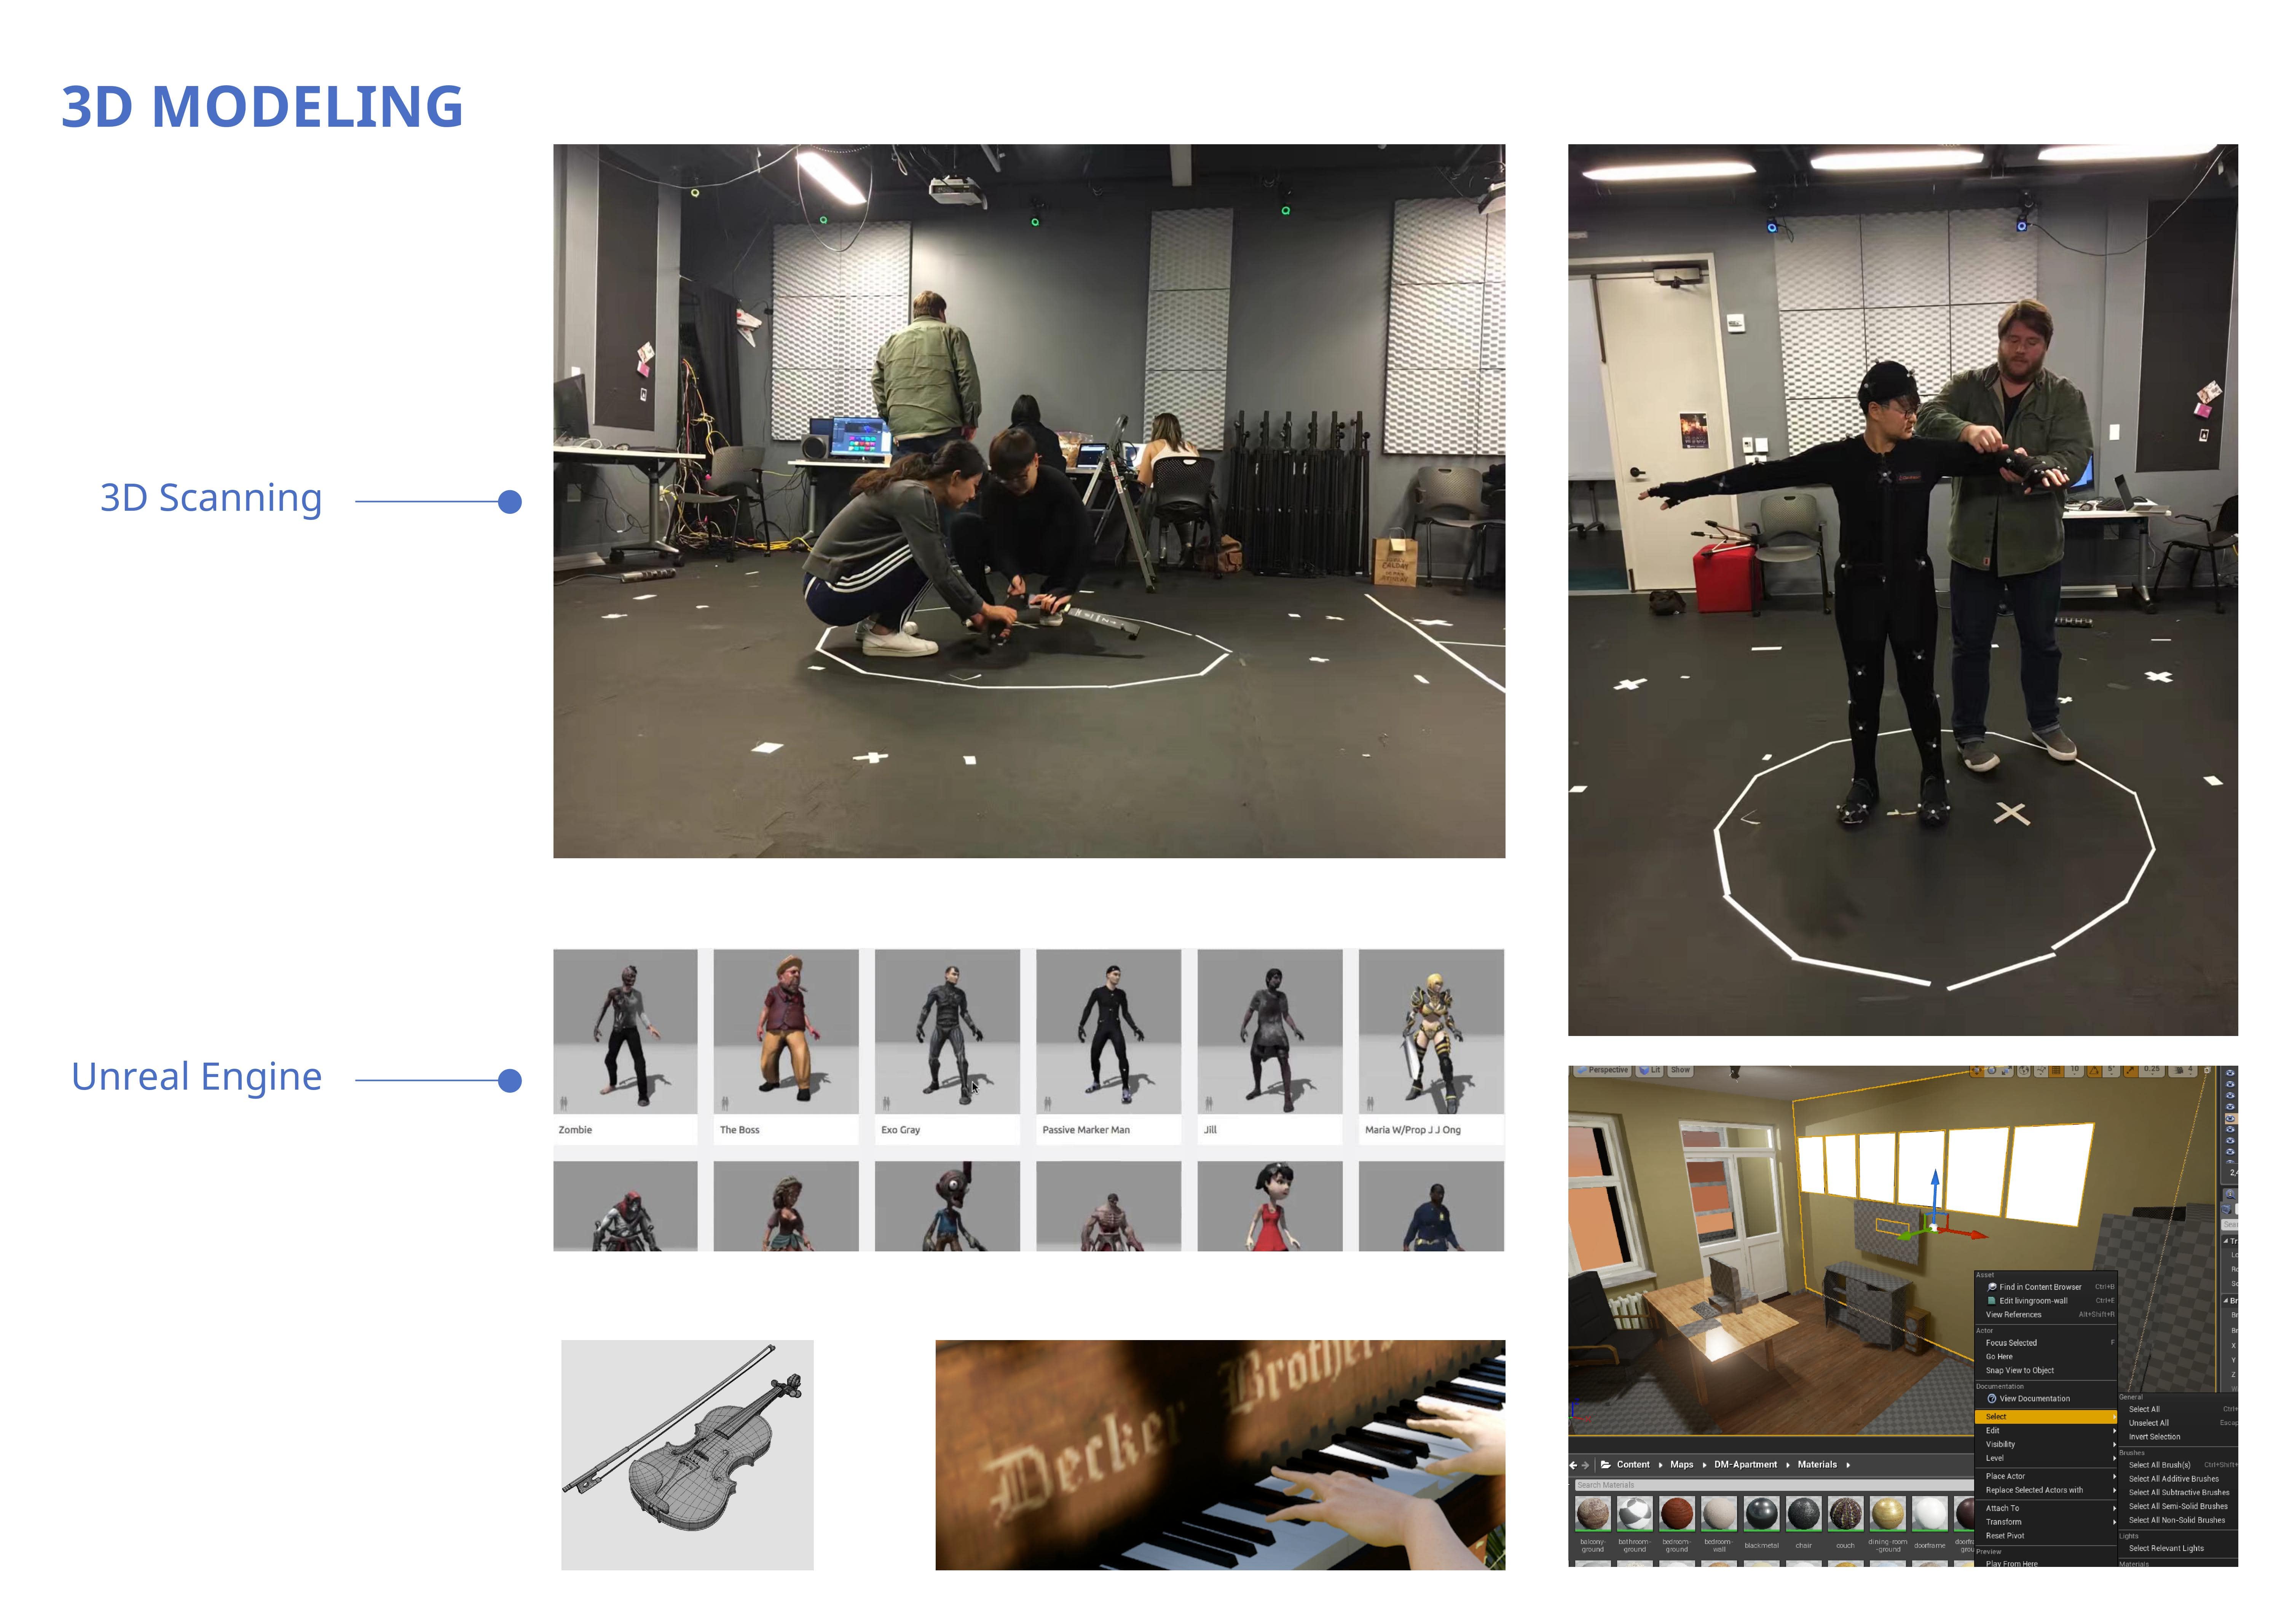 3D MODELING
3D Scanning
Unreal Engine
Zombie
The Boss
Exo Gray
Passive Marker Man
Jill
Maria W/Prop J J Ong
Decker Brothers
Perspective
Lit
Show
10
5°
0.25
4
Asset
Find in Content Browser Ctrl+B
Edit livingroom-wall Ctrl+E
View References Alt+Shift+R
Actor
Focus Selected F
Go Here
Snap View to Object
Documentation
View Documentation
Select
Edit
Visibility
Level
Place Actor
Replace Selected Actors with
Attach To
Transform
Reset Pivot
Preview
Play From Here
General
Select All
Unselect All
Invert Selection
Brushes
Select All Brush(s)
Select All Additive Brushes
Select All Subtractive Brushes
Select All Semi-Solid Brushes
Select All Non-Solid Brushes
Lights
Select Relevant Lights
Materials
Content Maps DM-Apartment Materials
Search Materials
balcony-ground
bathroom-ground
bedroom-ground
bedroom-wall
blackmetal
chair
couch
dining-room-ground
doorframe